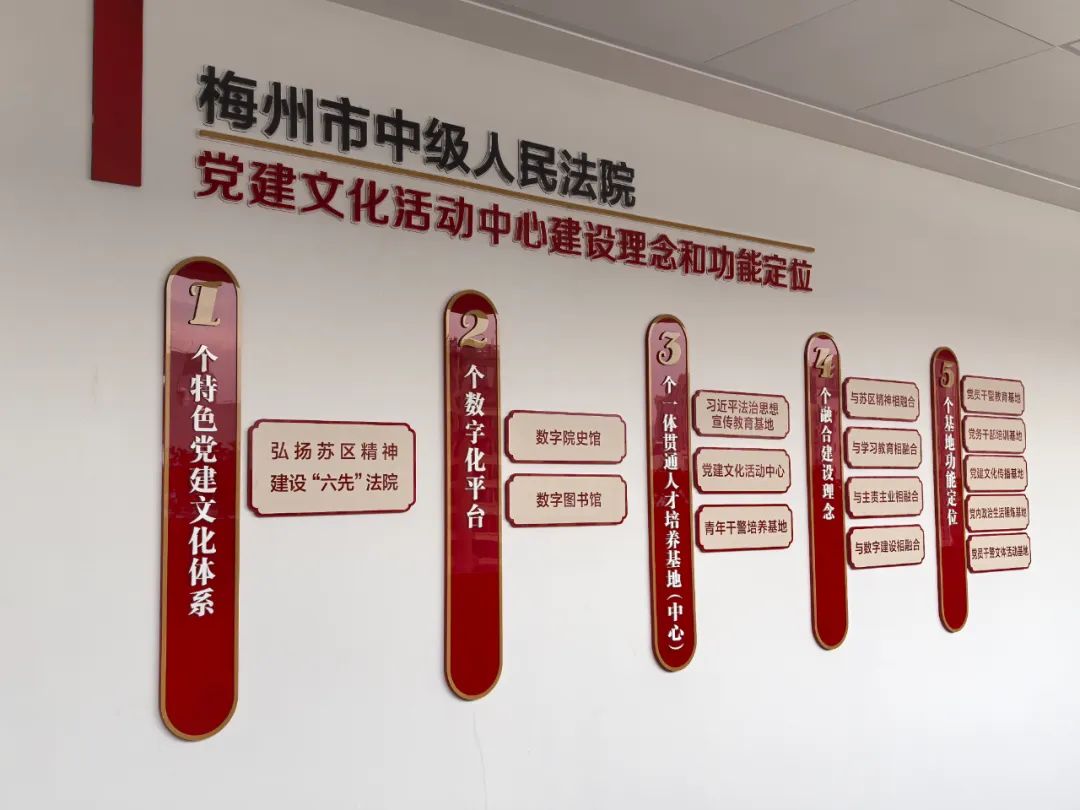 梅州市中级人民法院
党建文化活动中心建设理念和功能定位
1
个特色党建文化体系
弘扬苏区精神
建设“六先”法院
2
个数字化平台
数字院史馆
数字图书馆
3
个一体贯通人才培养基地(中心)
习近平法治思想
宣传教育基地
党建文化活动中心
青年干警培养基地
4
个融合建设理念
与苏区精神相融合
与学习教育相融合
与主责主业相融合
与数字建设相融合
5
个基地功能定位
党员干警教育基地
党务干部培训基地
党建文化传播基地
党内政治生活锻炼基地
党员干警文体活动基地